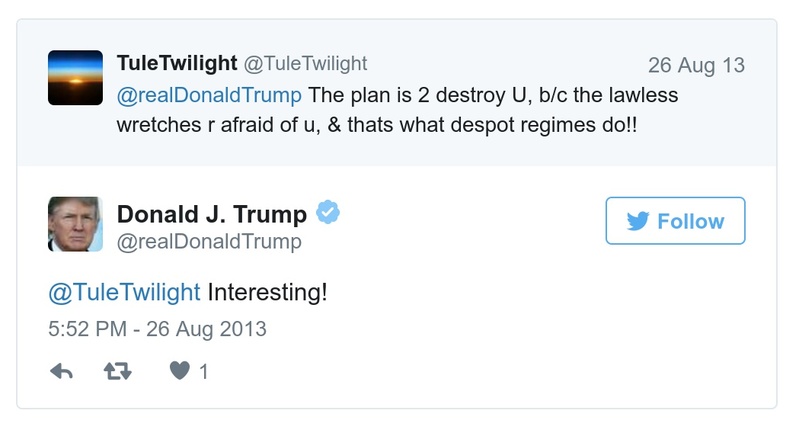 TuleTwilight @TuleTwilight 26 Aug 13
@realDonaldTrump The plan is 2 destroy U, b/c the lawless
wretches r afraid of u, & thats what despot regimes do!!
Donald J. Trump
@realDonaldTrump
Follow
@TuleTwilight Interesting!
5:52 PM - 26 Aug 2013
1